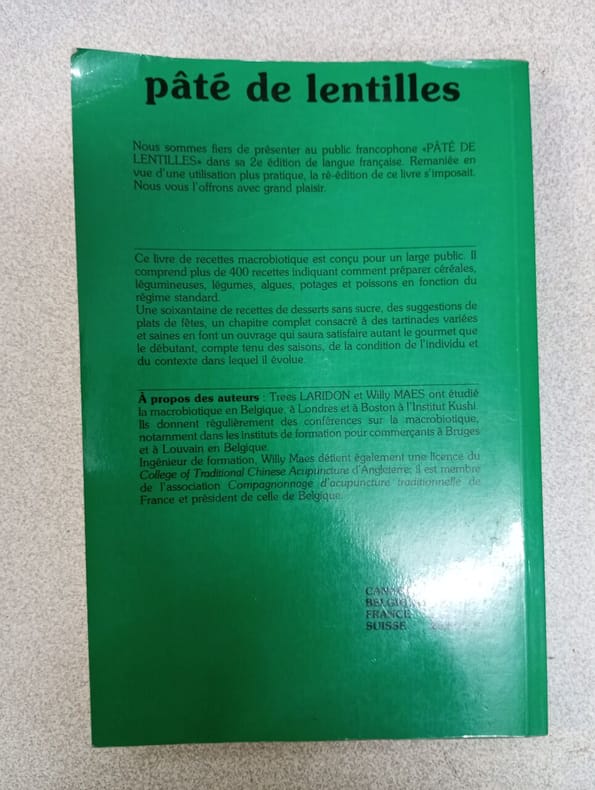 pâté de lentilles
Nous sommes fiers de présenter au public francophone «PÂTÉ DE
LENTILLES» dans sa 2e édition de langue française. Remaniée en
vue d'une utilisation plus pratique, la ré-édition de ce livre s'imposait.
Nous vous l'offrons avec grand plaisir.
Ce livre de recettes macrobiotique est conçu pour un large public. Il
comprend plus de 400 recettes indiquant comment préparer céréales,
légumineuses, légumes, algues, potages et poissons en fonction du
régime standard.
Une soixantaine de recettes de desserts sans sucre, des suggestions de
plats de fêtes, un chapitre complet consacré à des tartinades variées
et saines en font un ouvrage qui saura satisfaire autant le gourmet que
le débutant, compte tenu des saisons, de la condition de l'individu et
du contexte dans lequel il évolue.
À propos des auteurs : Trees LARIDON et Willy MAES ont étudié
la macrobiotique en Belgique, à Londres et à Boston à l'Institut Kushi.
Ils donnent régulièrement des conférences sur la macrobiotique,
notamment dans les instituts de formation pour commerçants à Bruges
et à Louvain en Belgique.
Ingénieur de formation, Willy Maes détient également une licence du
College of Traditional Chinese Acupuncture d'Angleterre; il est membre
de l'association Compagnonnage d'acupuncture traditionnelle de
France et président de celle de Belgique.
FRANCE
SUISSE